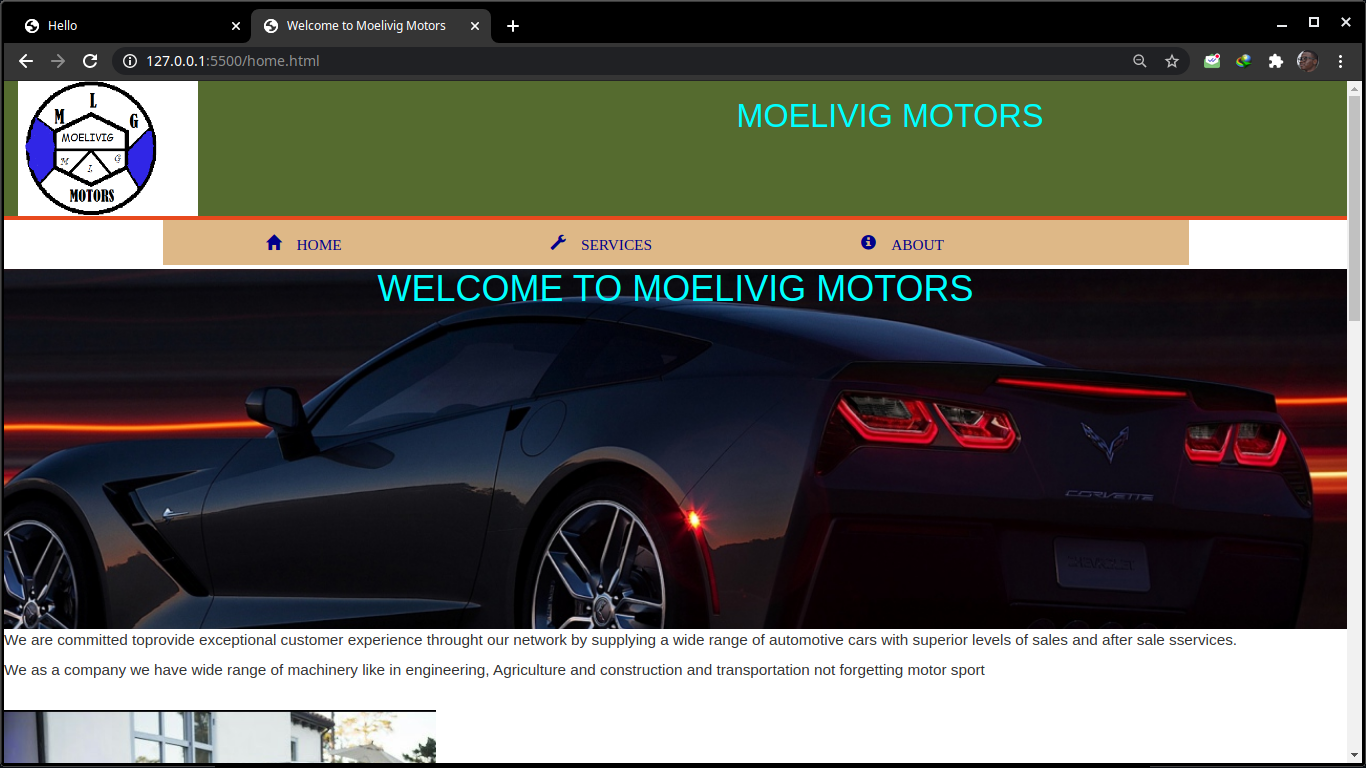 Hello
Welcome to Moelivig Motors
127.0.0.1:5500/home.html
L
M
G
MOELIVIG
M
G
L
MOTORS
MOELIVIG MOTORS
HOME
SERVICES
ABOUT
WELCOME TO MOELIVIG MOTORS
CORVETTE
CHEVROLET
We are committed toprovide exceptional customer experience throught our network by supplying a wide range of automotive cars with superior levels of sales and after sale sservices.
We as a company we have wide range of machinery like in engineering, Agriculture and construction and transportation not forgetting motor sport